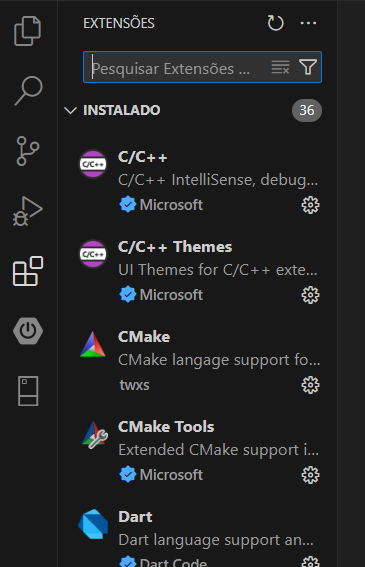 EXTENSÕES
Pesquisar Extensões ...
INSTALADO 36
C/C++
C/C++
C/C++ IntelliSense, debug...
Microsoft
C/C++
C/C++ Themes
UI Themes for C/C++ exte...
Microsoft
CMake
CMake langage support fo...
twxs
CMake Tools
Extended CMake support i...
Microsoft
Dart
Dart language support an...
Dart Code